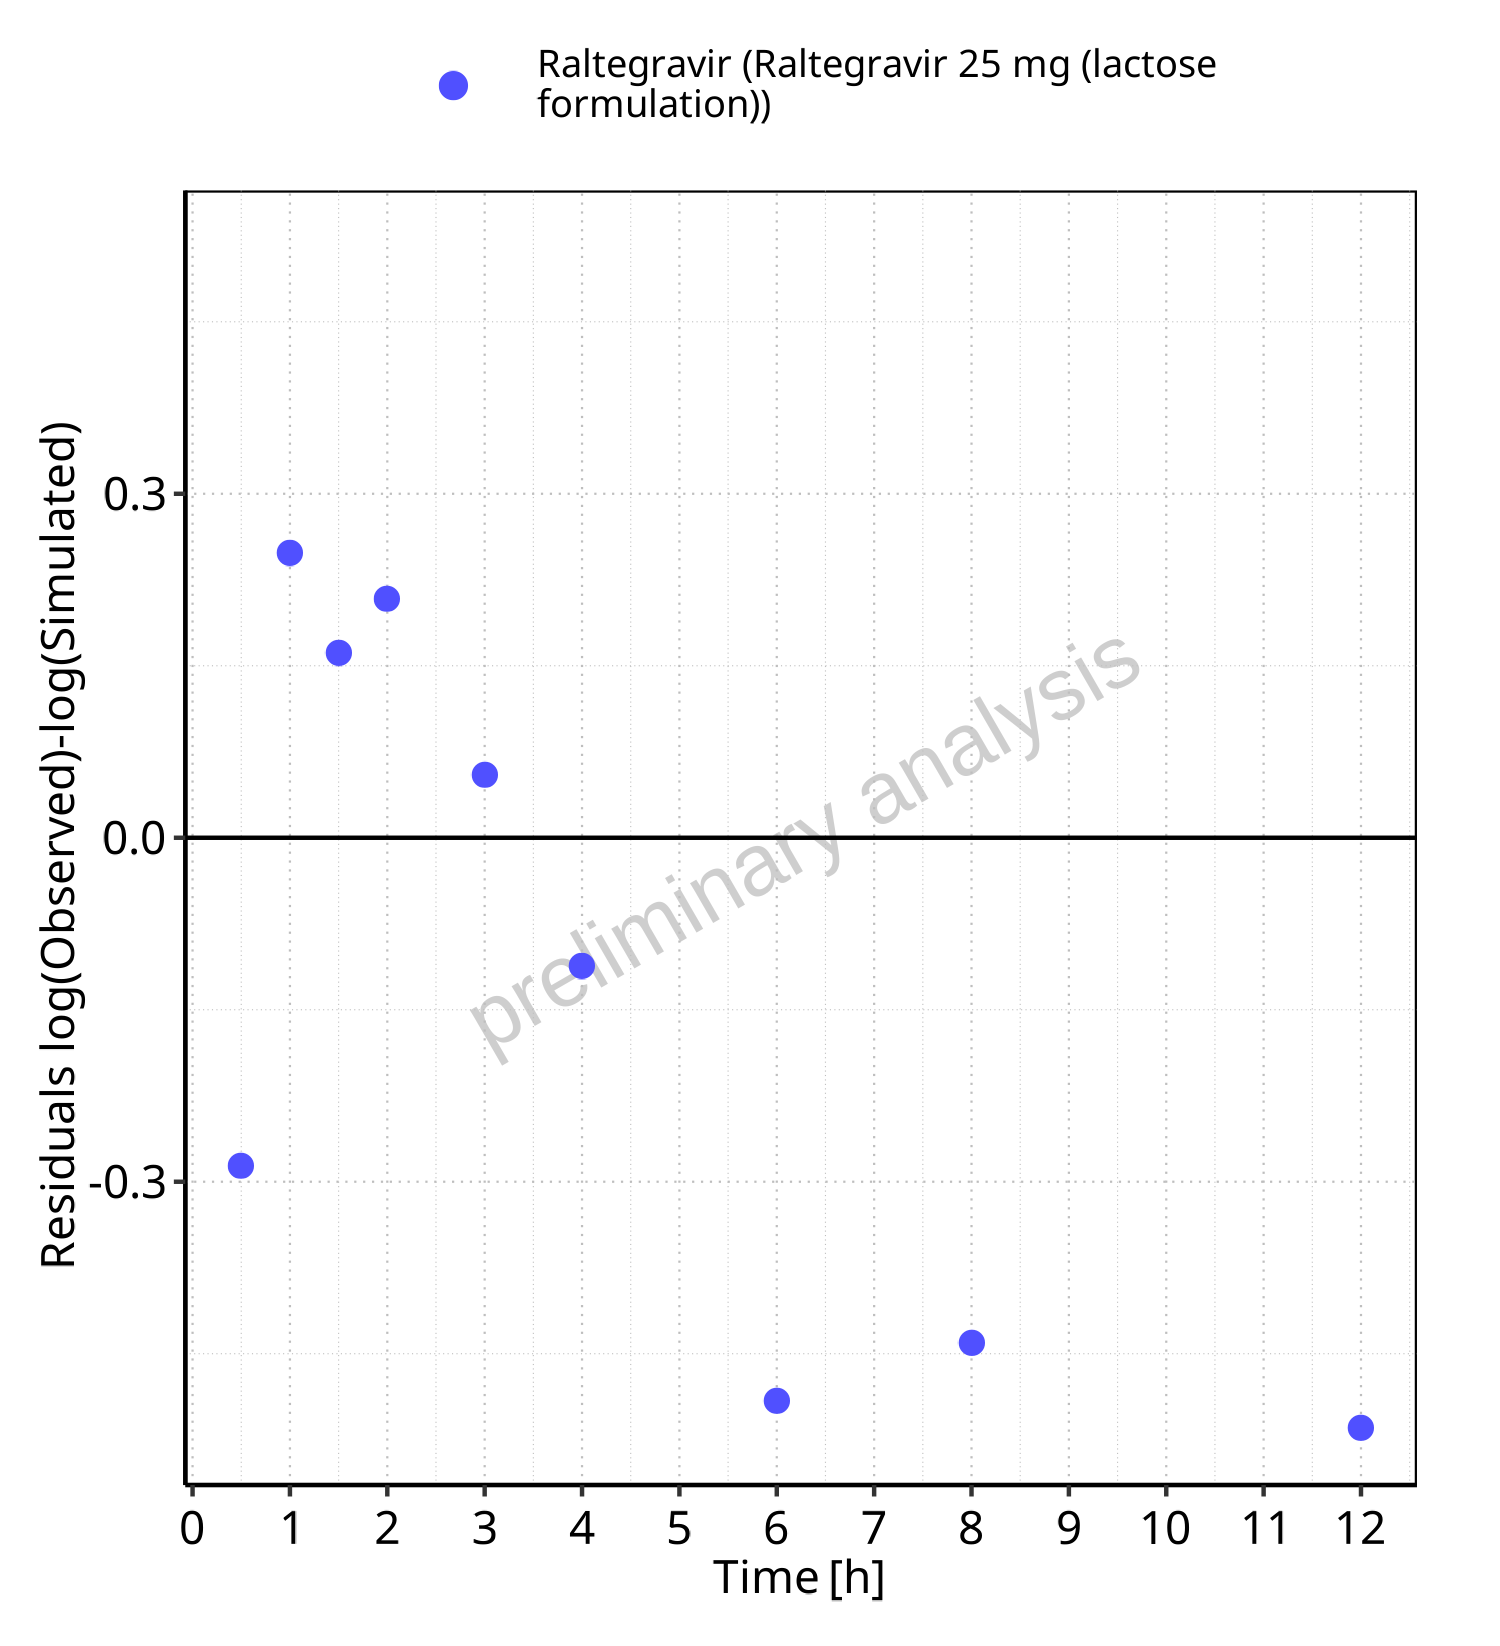 Raltegravir (Raltegravir 25 mg (lactose
formulation))
Residuals log(Observed)-log(Simulated)
0.3
0.0
-0.3
preliminary analysis
0 1 2 3 4 5 6 7 8 9 10 11 12
Time [h]